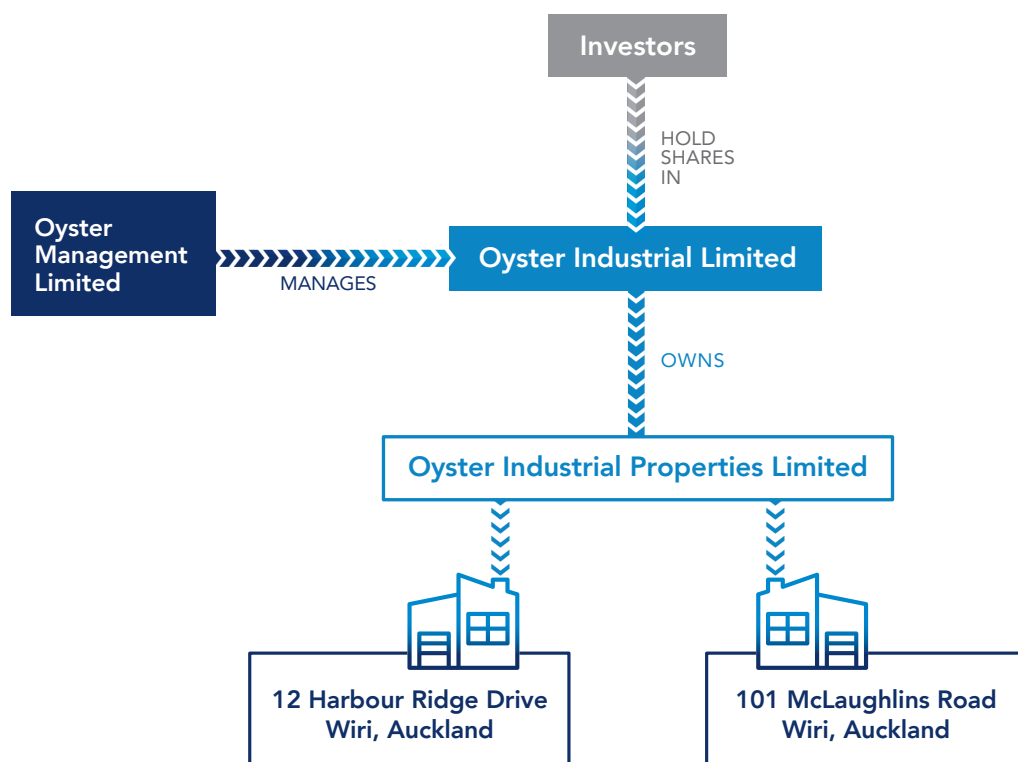 Investors
HOLD
SHARES
IN
Oyster
Management
Limited
MANAGES
Oyster Industrial Limited
OWNS
Oyster Industrial Properties Limited
12 Harbour Ridge Drive
Wiri, Auckland
101 McLaughlins Road
Wiri, Auckland